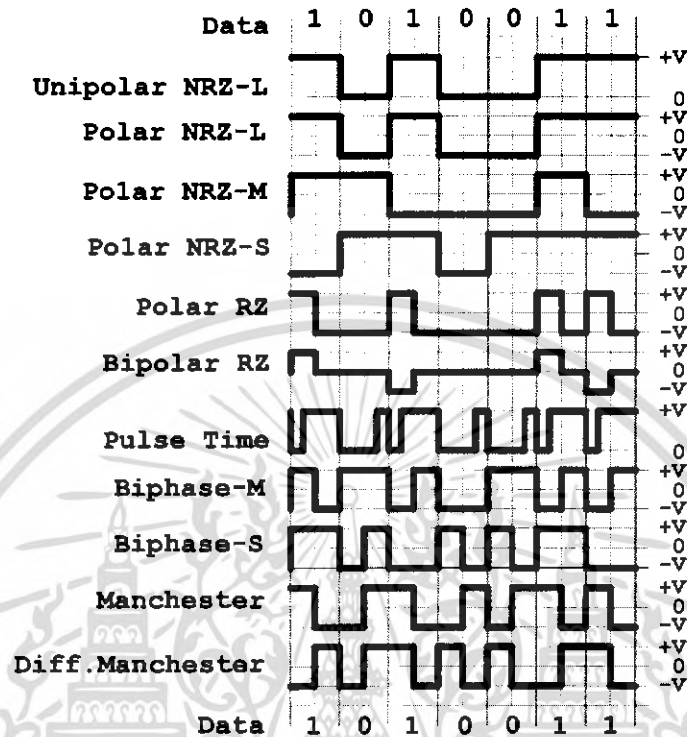 Data 1 0 1 0 0 1 1
Unipolar NRZ-L +V 0
Polar NRZ-L +V 0 -V
Polar NRZ-M +V 0 -V
Polar NRZ-S +V 0 -V
Polar RZ +V 0 -V
Bipolar RZ +V 0 -V
Pulse Time +V 0
Biphase-M +V 0 -V
Biphase-S +V 0 -V
Manchester +V 0 -V
Diff.Manchester +V 0 -V
Data 1 0 1 0 0 1 1